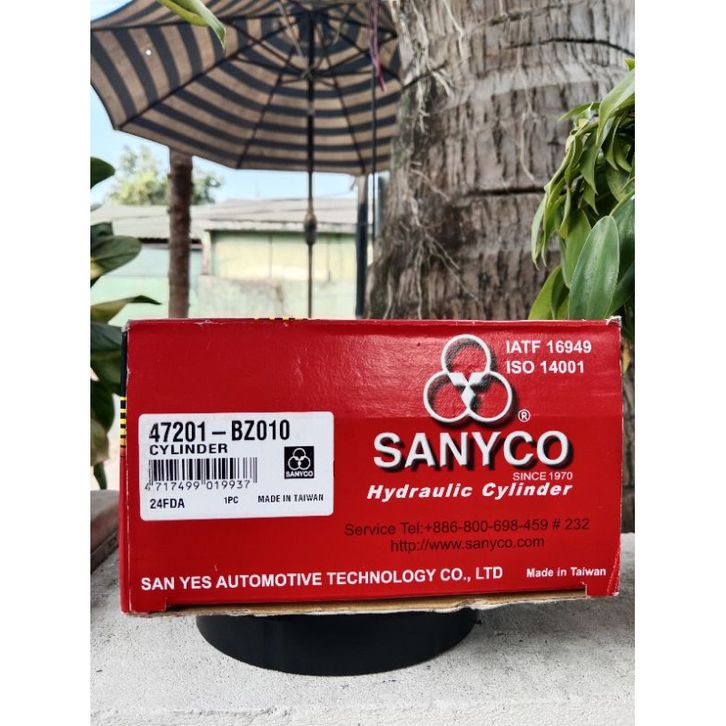 IATF 16949
ISO 14001
®
SANYCO
SINCE 1970
Hydraulic Cylinder
47201-BZ010
CYLINDER
SANYCO
4 717499 019937
24FDA 1PC MADE IN TAIWAN
Service Tel:+886-800-698-459 # 232
http://www.sanyco.com
SAN YES AUTOMOTIVE TECHNOLOGY CO., LTD Made in Taiwan